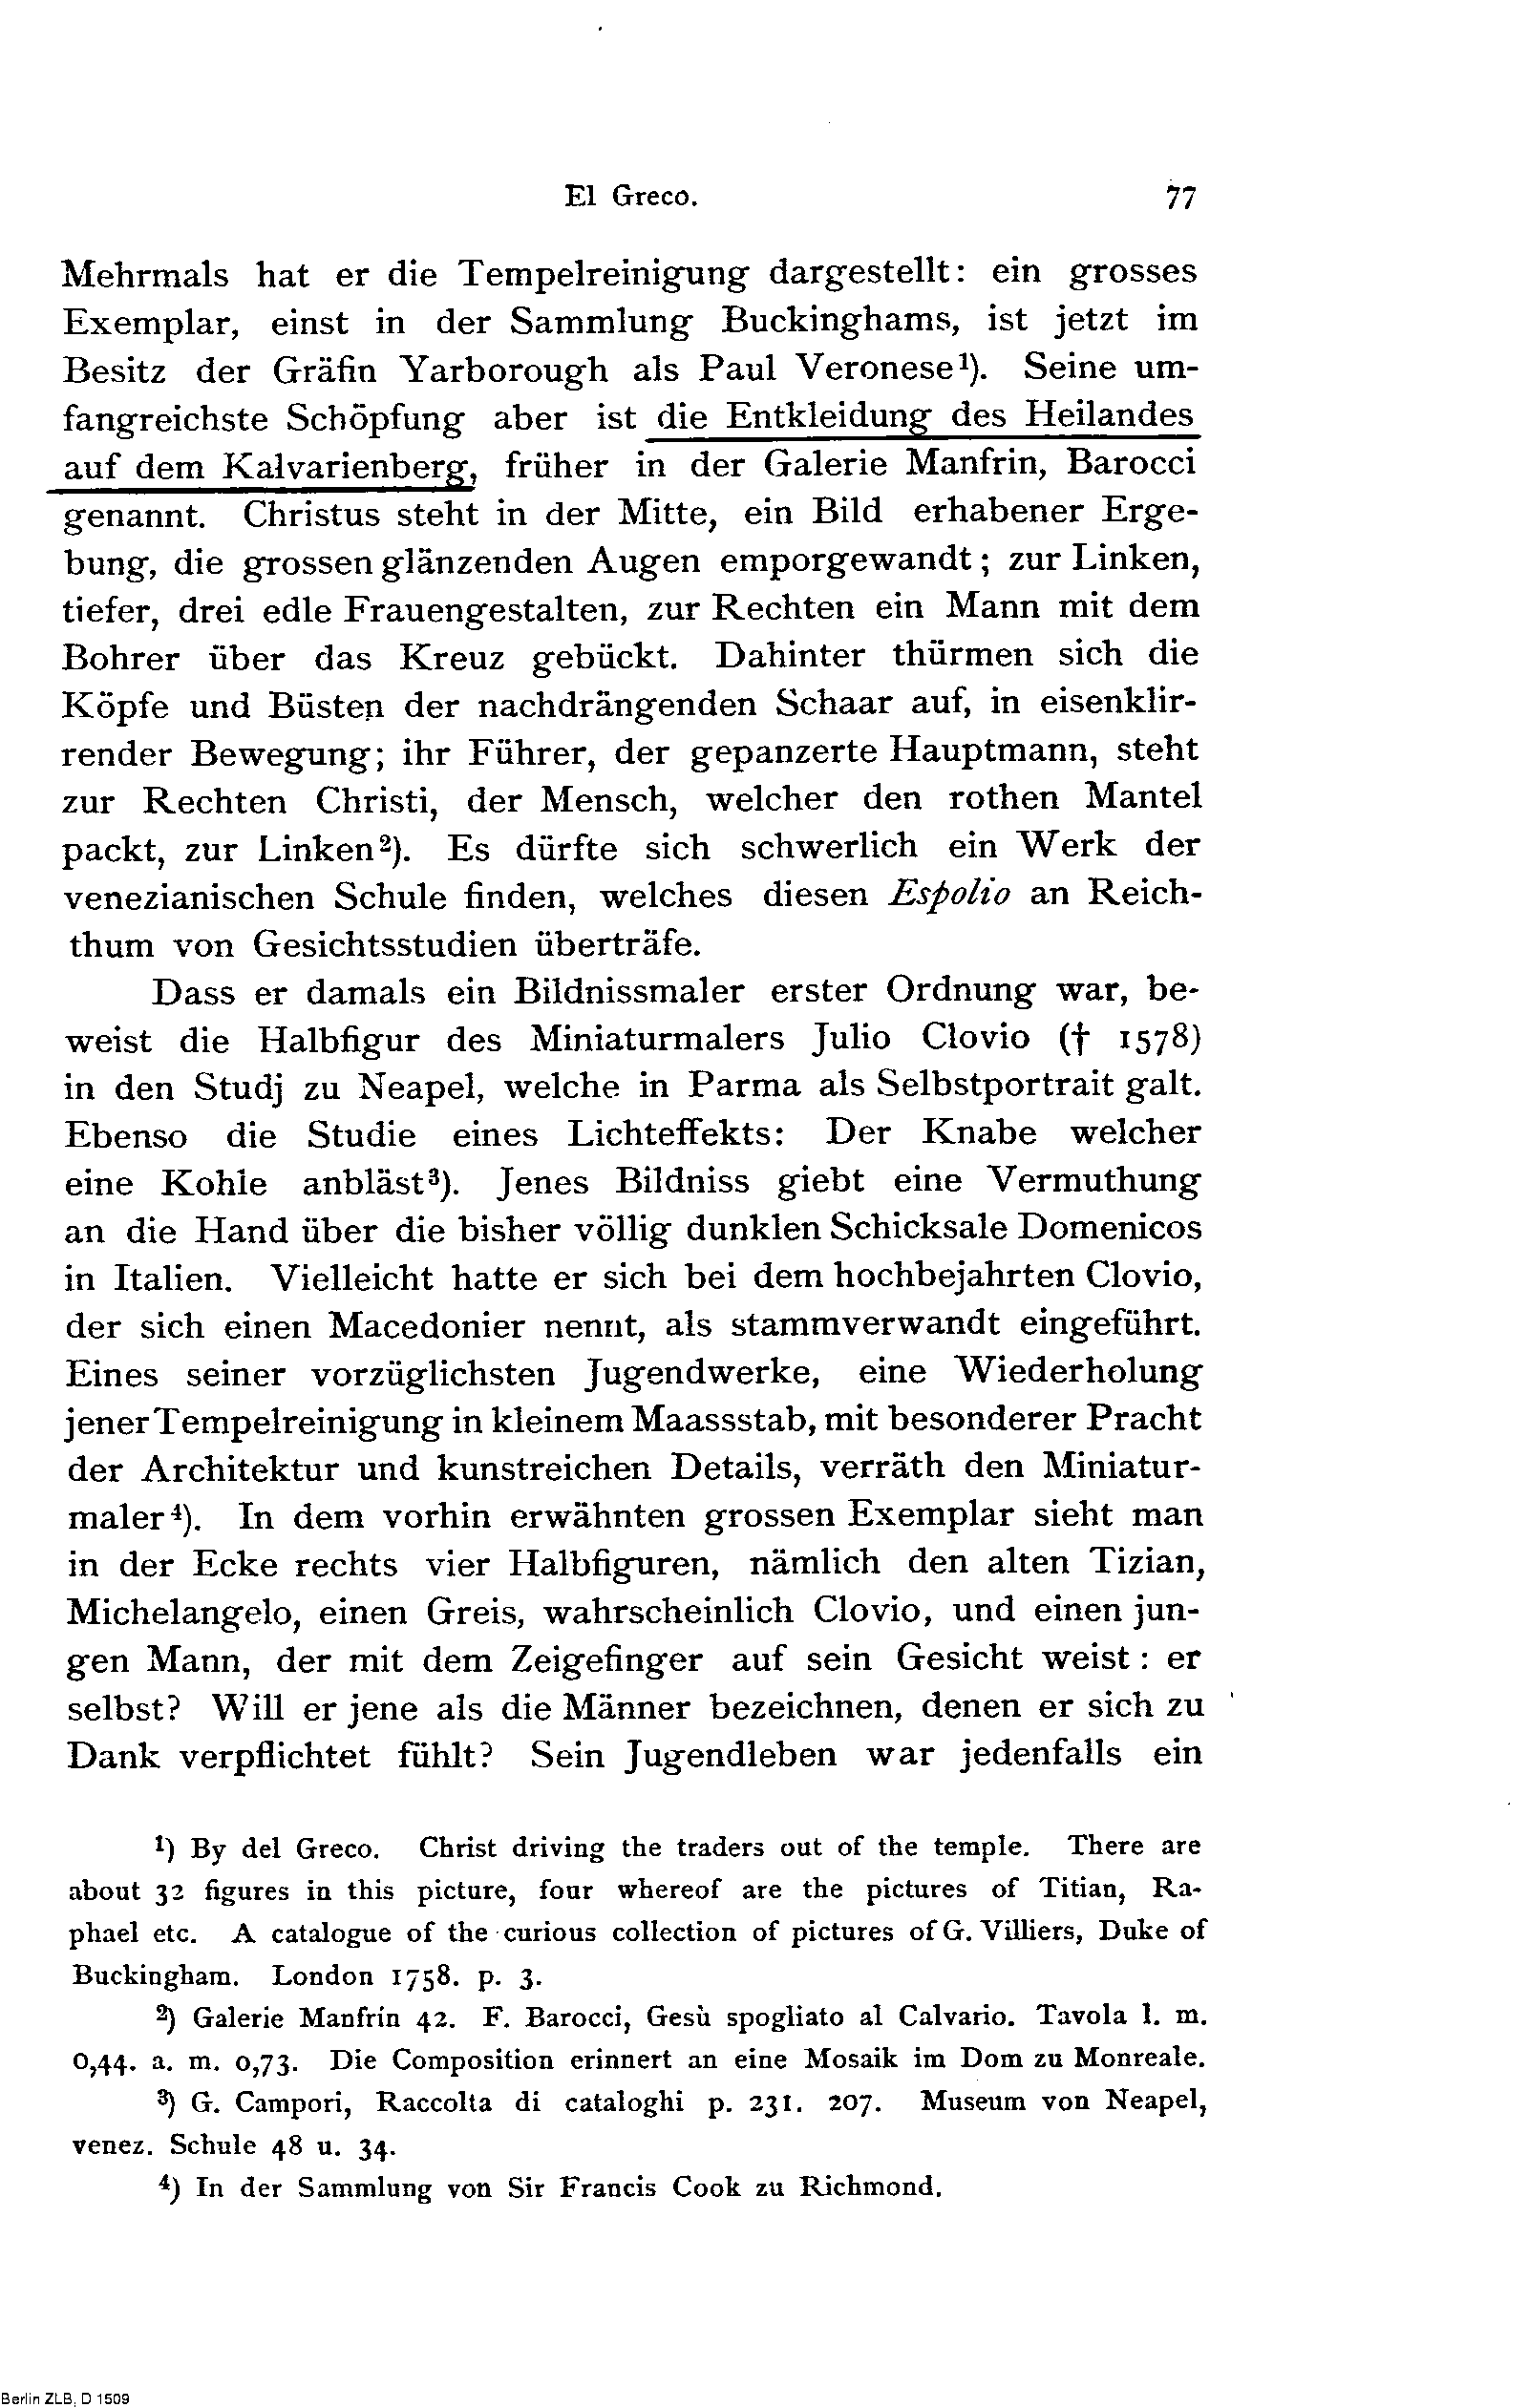 El Greco. 77
Mehrmals hat er die Tempelreinigung dargestellt: ein grosses
Exemplar, einst in der Sammlung Buckinghams, ist jetzt im
Besitz der Gräfin Yarborough als Paul Veronese¹). Seine um-
fangreichste Schöpfung aber ist die Entkleidung des Heilandes
auf dem Kalvarienberg, früher in der Galerie Manfrin, Barocci
genannt. Christus steht in der Mitte, ein Bild erhabener Erge-
bung, die grossen glänzenden Augen emporgewandt; zur Linken,
tiefer, drei edle Frauengestalten, zur Rechten ein Mann mit dem
Bohrer über das Kreuz gebückt. Dahinter thürmen sich die
Köpfe und Büsten der nachdrängenden Schaar auf, in eisenklir-
render Bewegung; ihr Führer, der gepanzerte Hauptmann, steht
zur Rechten Christi, der Mensch, welcher den rothen Mantel
packt, zur Linken²). Es dürfte sich schwerlich ein Werk der
venezianischen Schule finden, welches diesen Espolio an Reich-
thum von Gesichtsstudien überträfe.
Dass er damals ein Bildnissmaler erster Ordnung war, be-
weist die Halbfigur des Miniaturmalers Julio Clovio († 1578)
in den Studj zu Neapel, welche in Parma als Selbstportrait galt.
Ebenso die Studie eines Lichteffekts: Der Knabe welcher
eine Kohle anbläst³). Jenes Bildniss giebt eine Vermuthung
an die Hand über die bisher völlig dunklen Schicksale Domenicos
in Italien. Vielleicht hatte er sich bei dem hochbejahrten Clovio,
der sich einen Macedonier nennt, als stammverwandt eingeführt.
Eines seiner vorzüglichsten Jugendwerke, eine Wiederholung
jener Tempelreinigung in kleinem Maassstab, mit besonderer Pracht
der Architektur und kunstreichen Details, verräth den Miniatur-
maler⁴). In dem vorhin erwähnten grossen Exemplar sieht man
in der Ecke rechts vier Halbfiguren, nämlich den alten Tizian,
Michelangelo, einen Greis, wahrscheinlich Clovio, und einen jun-
gen Mann, der mit dem Zeigefinger auf sein Gesicht weist: er
selbst? Will er jene als die Männer bezeichnen, denen er sich zu
Dank verpflichtet fühlt? Sein Jugendleben war jedenfalls ein
¹) By del Greco. Christ driving the traders out of the temple. There are
about 32 figures in this picture, four whereof are the pictures of Titian, Ra-
phael etc. A catalogue of the curious collection of pictures of G. Villiers, Duke of
Buckingham. London 1758. p. 3.
²) Galerie Manfrin 42. F. Barocci, Gesù spogliato al Calvario. Tavola l. m.
0,44. a. m. 0,73. Die Composition erinnert an eine Mosaik im Dom zu Monreale.
³) G. Campori, Raccolta di cataloghi p. 231. 207. Museum von Neapel,
venez. Schule 48 u. 34.
⁴) In der Sammlung von Sir Francis Cook zu Richmond.
Berlin ZLB, D 1509